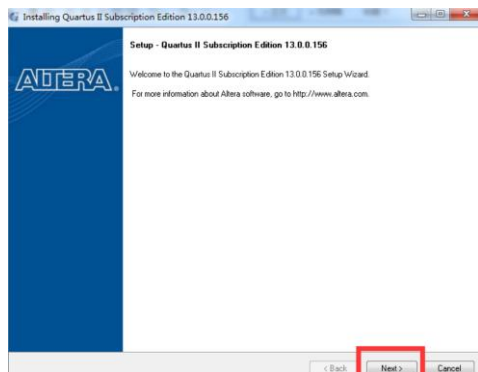 Installing Quartus II Subscription Edition 13.0.0.156
Setup - Quartus II Subscription Edition 13.0.0.156
ALTERA.
Welcome to the Quartus II Subscription Edition 13.0.0.156 Setup Wizard.
For more information about Altera software, go to http://www.altera.com.
< Back Next > Cancel